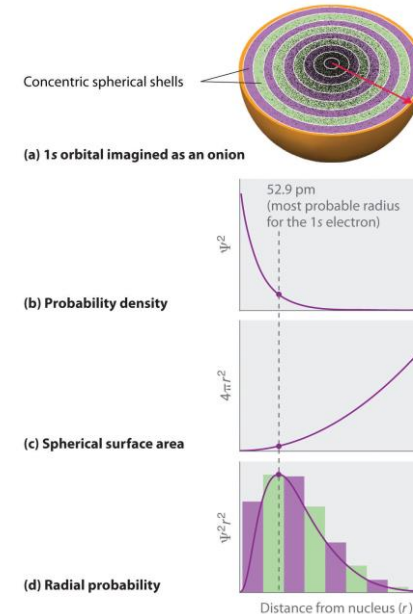 Concentric spherical shells
(a) 1s orbital imagined as an onion
52.9 pm
(most probable radius
for the 1s electron)
Ψ²
(b) Probability density
4πr²
(c) Spherical surface area
Ψ²r²
(d) Radial probability
Distance from nucleus (r)